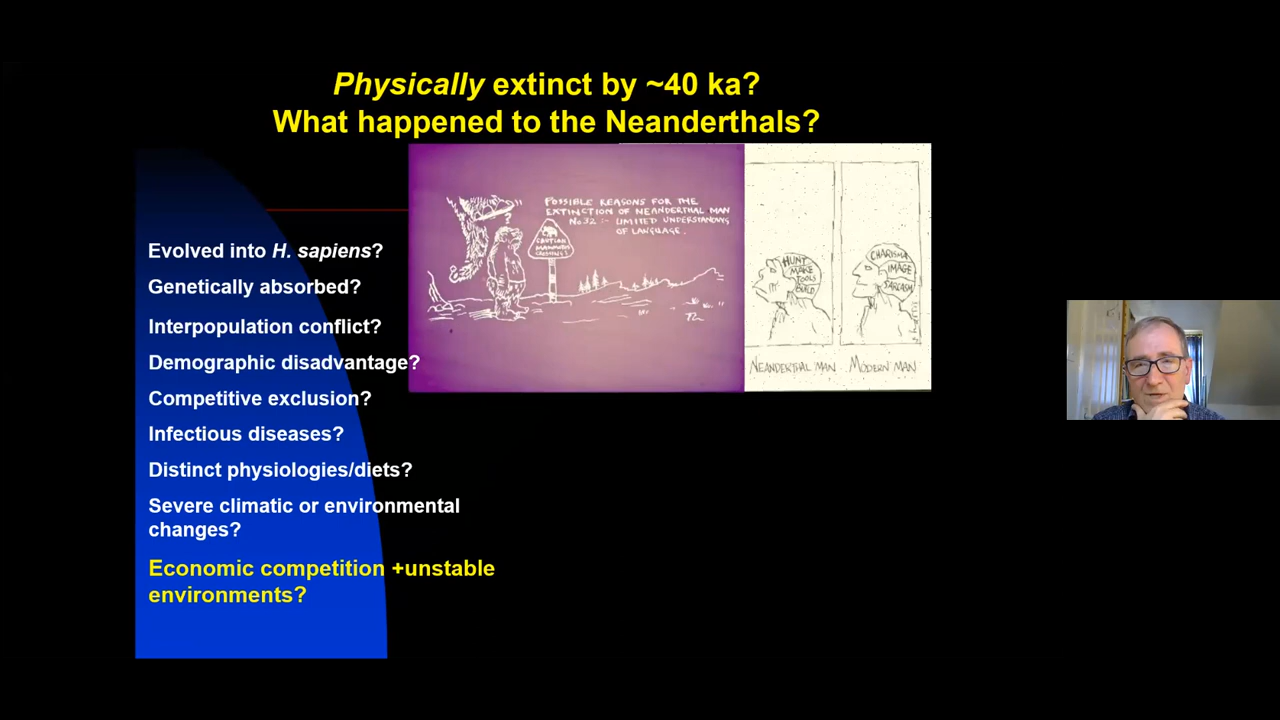 Physically extinct by ~40 ka?
What happened to the Neanderthals?
Evolved into H. sapiens?
Genetically absorbed?
Interpopulation conflict?
Demographic disadvantage?
Competitive exclusion?
Infectious diseases?
Distinct physiologies/diets?
Severe climatic or environmental
changes?
Economic competition +unstable
environments?
POSSIBLE REASONS FOR THE
EXTINCTION OF NEANDERTHAL MAN
No 32 :- LIMITED UNDERSTANDING
OF LANGUAGE.
CAUTION
MAMMOTHS
CROSSING
HUNT
MAKE
TOOLS
BUILD
NEANDERTHAL MAN
CHARISMA
IMAGE
SARCASM
MODERN MAN